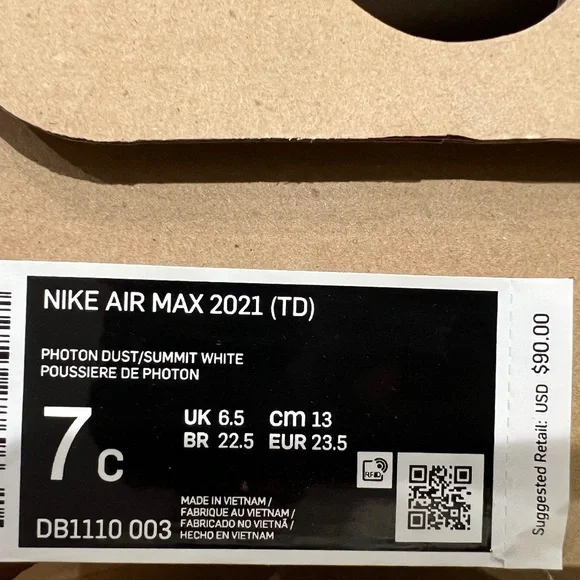 NIKE AIR MAX 2021 (TD)
PHOTON DUST/SUMMIT WHITE
POUSSIERE DE PHOTON
7C
UK 6.5 cm 13
BR 22.5 EUR 23.5
RFID
MADE IN VIETNAM /
FABRIQUE AU VIETNAM /
FABRICADO NO VIETNÃ /
HECHO EN VIETNAM
DB1110 003
Suggested Retail: USD $90.00